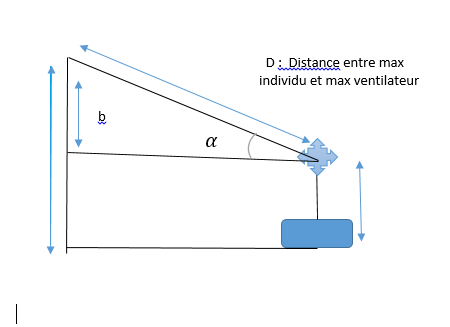 D : Distance entre max
individu et max ventilateur
b
α